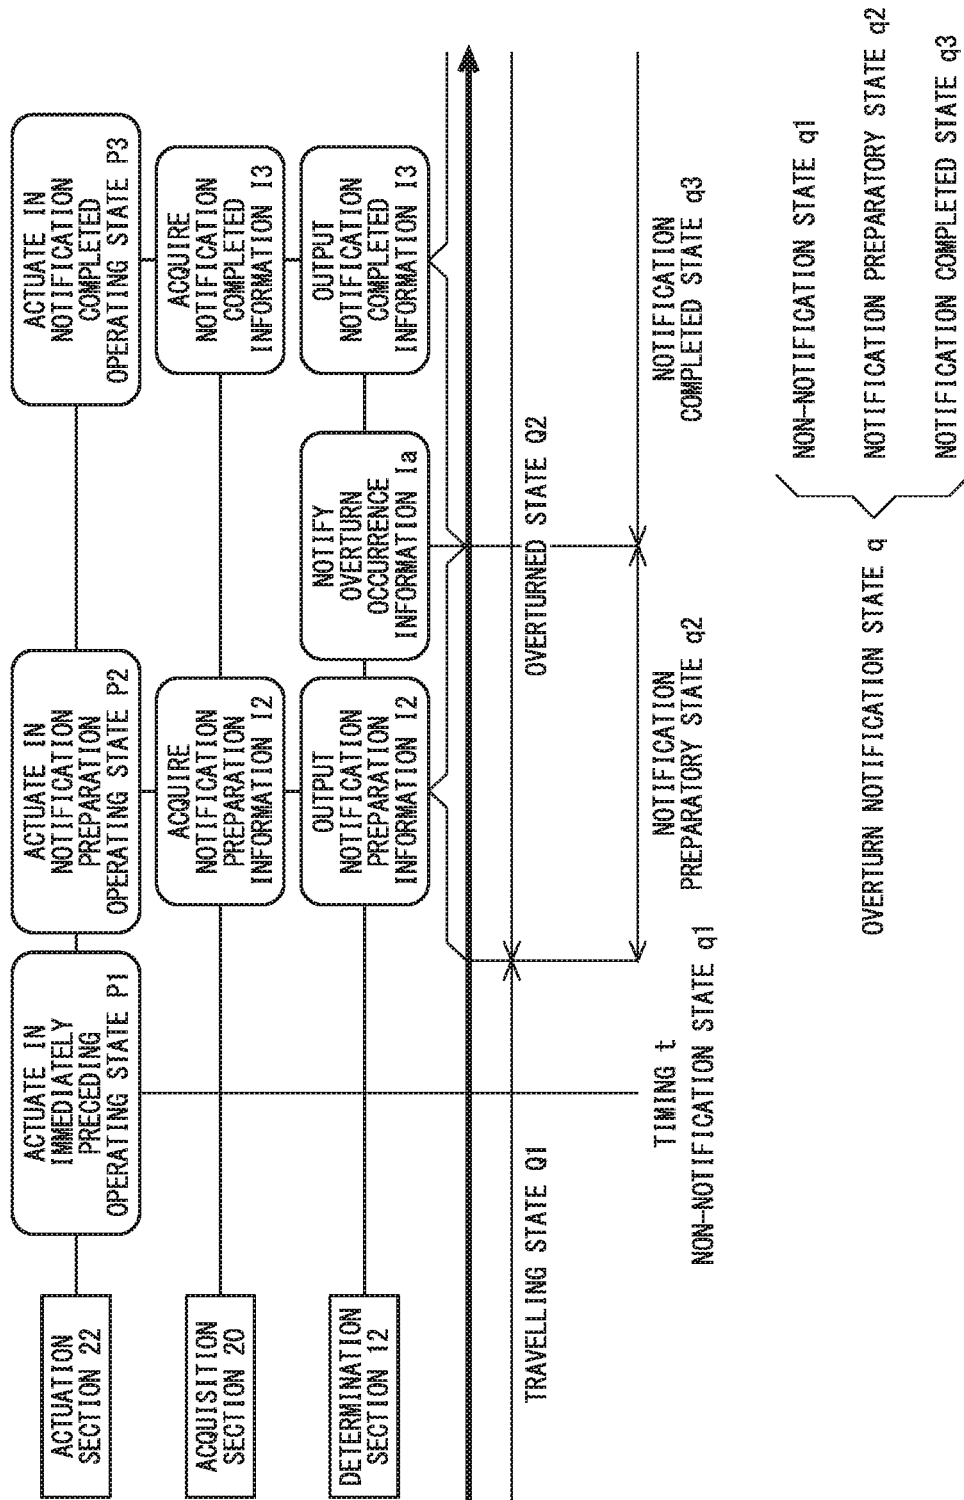 ACTUATION
SECTION 22
ACTUATE IN
IMMEDIATELY
PRECEDING
OPERATING STATE P1
ACTUATE IN
NOTIFICATION
PREPARATION
OPERATING STATE P2
ACTUATE IN
NOTIFICATION
COMPLETED
OPERATING STATE P3
ACQUISITION
SECTION 20
ACQUIRE
NOTIFICATION
PREPARATION
INFORMATION I2
ACQUIRE
NOTIFICATION
COMPLETED
INFORMATION I3
DETERMINATION
SECTION 12
OUTPUT
NOTIFICATION
PREPARATION
INFORMATION I2
NOTIFY
OVERTURN
OCCURRENCE
INFORMATION Ia
OUTPUT
NOTIFICATION
COMPLETED
INFORMATION I3
TRAVELLING STATE Q1
OVERTURNED STATE Q2
TIMING t
NON-NOTIFICATION STATE q1
NOTIFICATION
PREPARATORY STATE q2
NOTIFICATION
COMPLETED STATE q3
OVERTURN NOTIFICATION STATE q
NON-NOTIFICATION STATE q1
NOTIFICATION PREPARATORY STATE q2
NOTIFICATION COMPLETED STATE q3